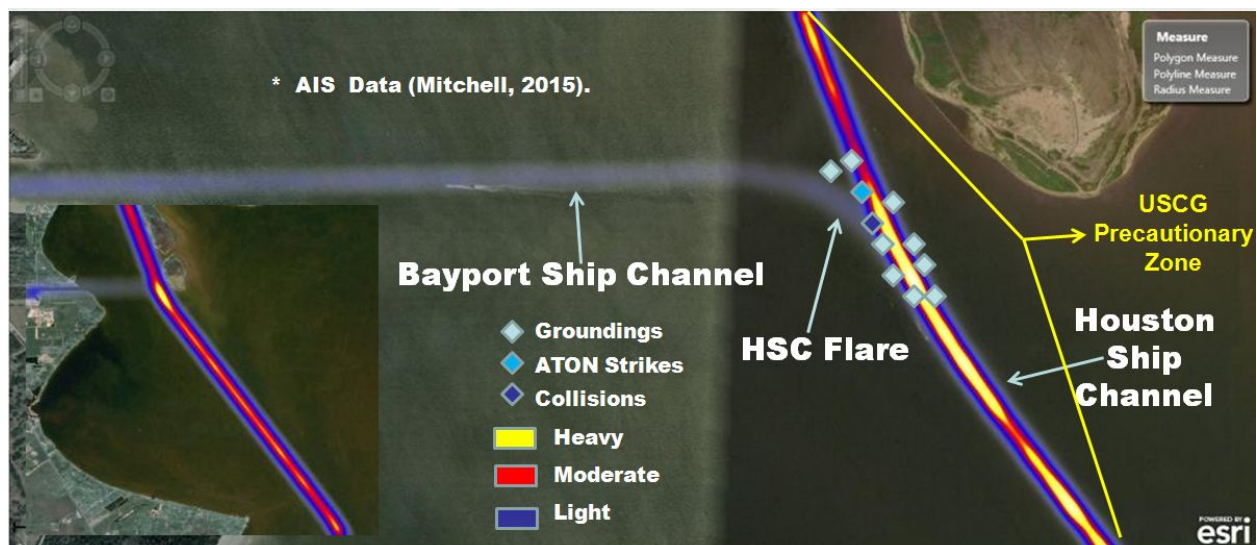 * AIS Data (Mitchell, 2015).
Measure
Polygon Measure
Polyline Measure
Radius Measure
USCG
Precautionary
Zone
Bayport Ship Channel
HSC Flare
Houston
Ship
Channel
Groundings
ATON Strikes
Collisions
Heavy
Moderate
Light
POWERED BY
esri